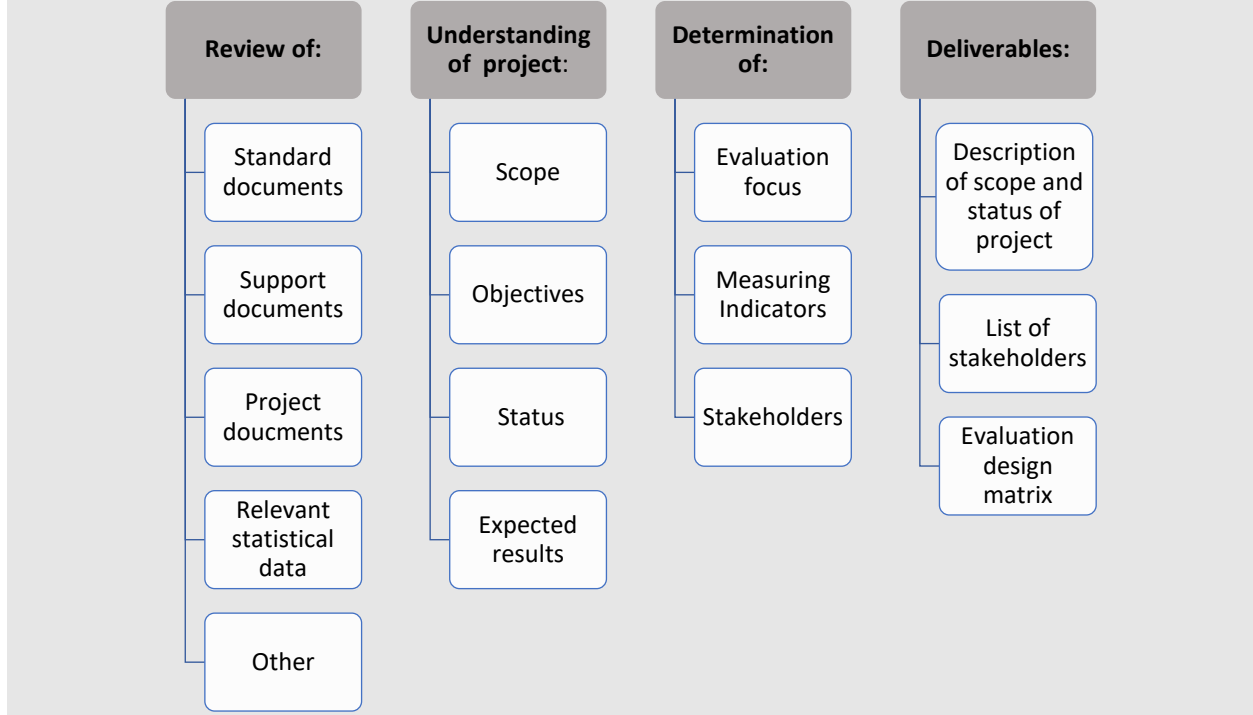 Review of:
Standard
documents
Support
documents
Project
doucments
Relevant
statistical
data
Other
Understanding
of project:
Scope
Objectives
Status
Expected
results
Determination
of:
Evaluation
focus
Measuring
Indicators
Stakeholders
Deliverables:
Description
of scope and
status of
project
List of
stakeholders
Evaluation
design
matrix